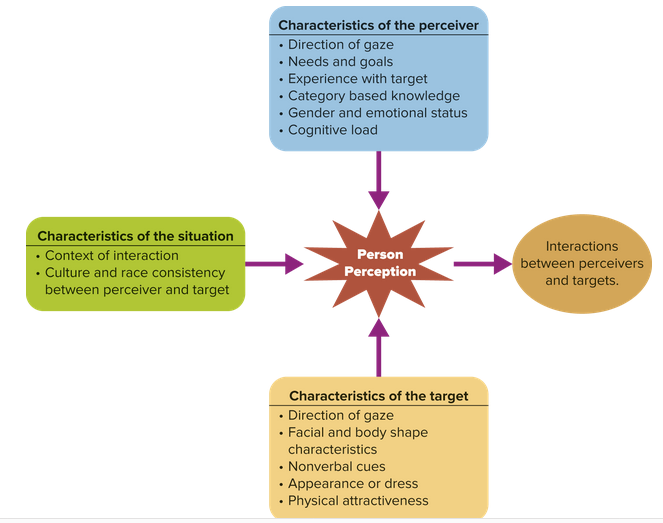 Characteristics of the perceiver
• Direction of gaze
• Needs and goals
• Experience with target
• Category based knowledge
• Gender and emotional status
• Cognitive load
Characteristics of the situation
• Context of interaction
• Culture and race consistency
between perceiver and target
Person
Perception
Interactions
between perceivers
and targets.
Characteristics of the target
• Direction of gaze
• Facial and body shape
characteristics
• Nonverbal cues
• Appearance or dress
• Physical attractiveness